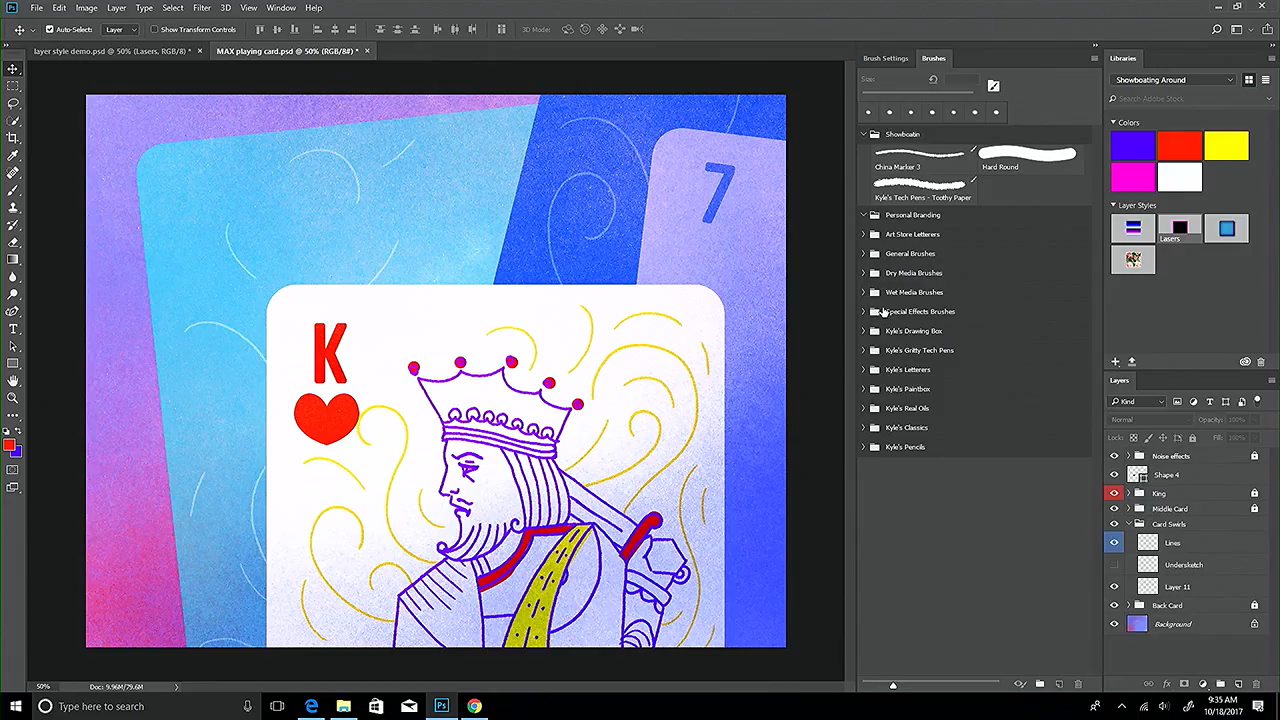 Ps File Edit Image Layer Type Select Filter 3D View Window Help
Auto-Select: Layer Show Transform Controls 3D Mode:
layer style demo.psd @ 50% (Lasers, RGB/8) * × MAX playing card.psd @ 50% (RGB/8#) * ×
Brush Settings Brushes
Size:
Showboatin
China Marker 3 Hard Round
Kyle's Tech Pens - Toothy Paper
Personal Branding
Art Store Letterers
General Brushes
Dry Media Brushes
Wet Media Brushes
Special Effects Brushes
Kyle's Drawing Box
Kyle's Gritty Tech Pens
Kyle's Letterers
Kyle's Paintbox
Kyle's Real Oils
Kyle's Classics
Kyle's Pencils
Libraries
Showboating Around
Search Adobe Stock
Colors
Layer Styles
Lasers
Layers
Kind
Normal Opacity: 100%
Lock: Fill: 100%
Noise effects
Shape 4
King
Middle Card
Card Swirls
Lines
Undersketch
Layer 11
Back Card
Background
7
K
50% Doc: 9.96M/79.6M
Type here to search
Ps
9:35 AM
10/18/2017